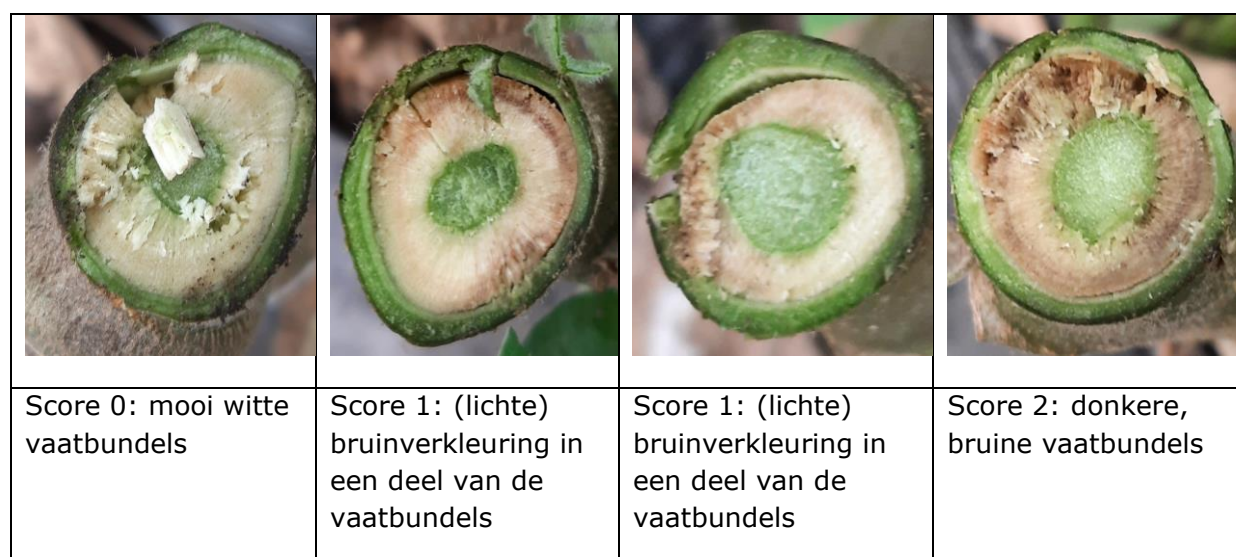 Score 0: mooi witte
vaatbundels
Score 1: (lichte)
bruinverkleuring in
een deel van de
vaatbundels
Score 1: (lichte)
bruinverkleuring in
een deel van de
vaatbundels
Score 2: donkere,
bruine vaatbundels